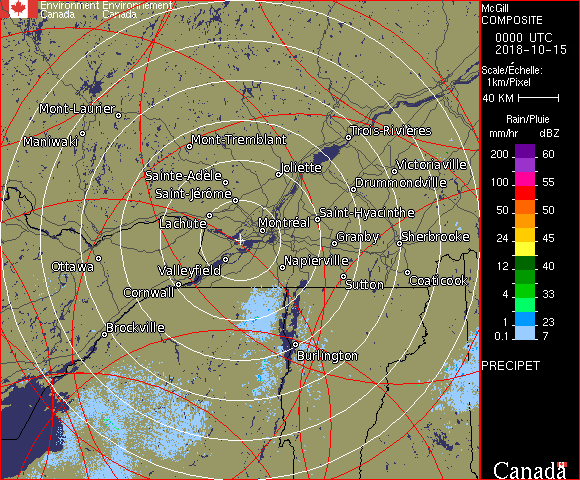 Environment Environnement
Canada Canada
McGill
COMPOSITE
0000 UTC
2018-10-15
Scale/Échelle:
1km/Pixel
40 KM
Rain/Pluie
mm/hr dBZ
200 60
100 55
50 50
24 45
12 40
4 33
1 23
0.1 7
PRECIPET
Canada
Mont-Laurier
Maniwaki
Mont-Tremblant
Trois-Rivières
Joliette
Victoriaville
Sainte-Adèle
Drummondville
Saint-Jérôme
Lachute
Saint-Hyacinthe
Montréal
Granby
Sherbrooke
Ottawa
Valleyfield
Napierville
Cornwall
Sutton
Coaticook
Brockville
Burlington